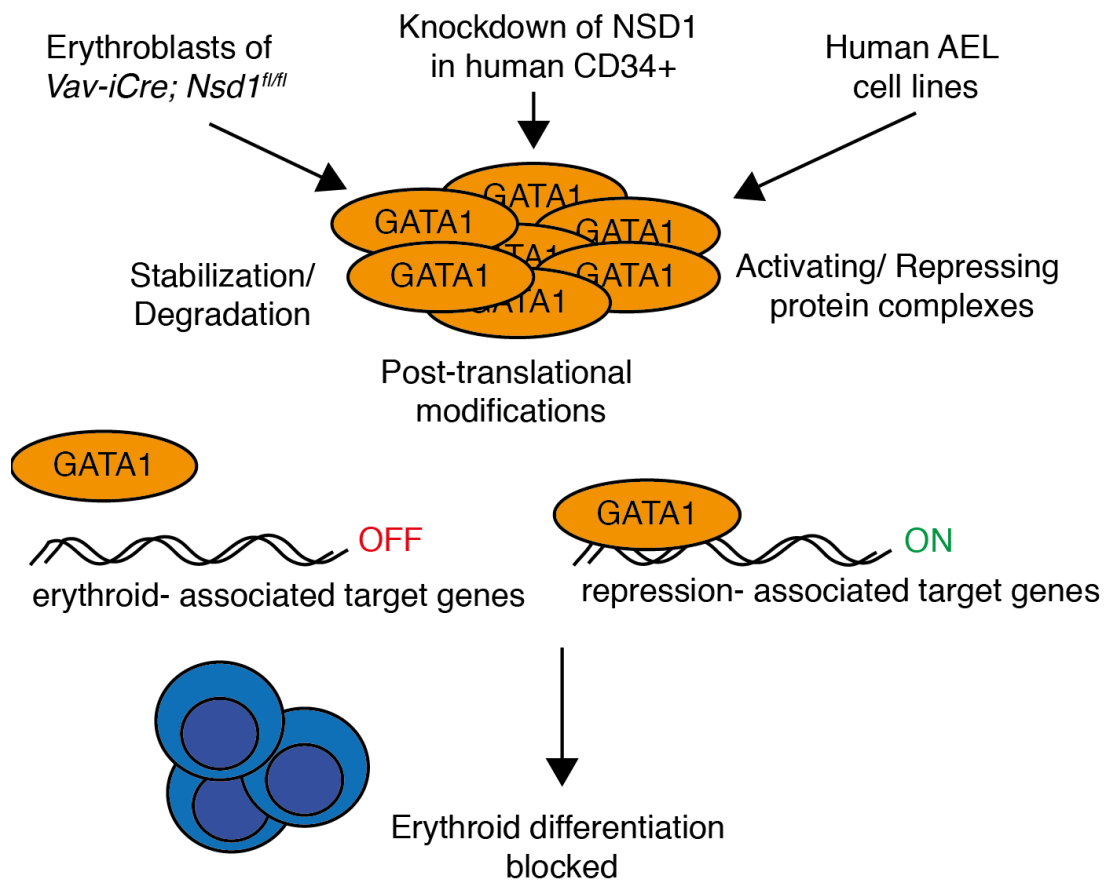 Erythroblasts of
Vav-iCre; Nsd1fl/fl
Knockdown of NSD1
in human CD34+
Human AEL
cell lines
GATA1
GATA1
GATA1
GATA1
GATA1
GATA1
GATA1
Stabilization/
Degradation
Activating/ Repressing
protein complexes
Post-translational
modifications
GATA1
OFF
erythroid- associated target genes
GATA1
ON
repression- associated target genes
Erythroid differentiation
blocked